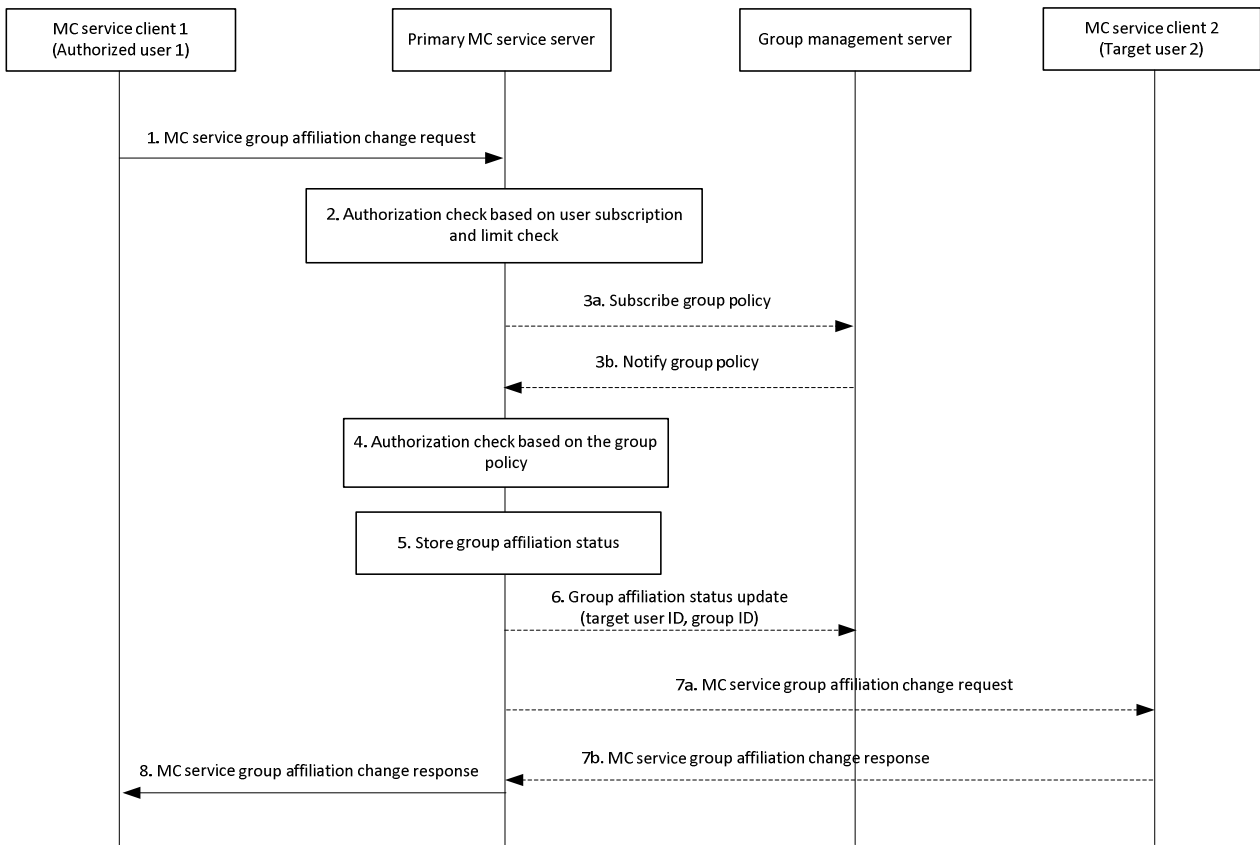 MC service client 1
(Authorized user 1)
Primary MC service server
Group management server
MC service client 2
(Target user 2)
1. MC service group affiliation change request
2. Authorization check based on user subscription
and limit check
3a. Subscribe group policy
3b. Notify group policy
4. Authorization check based on the group
policy
5. Store group affiliation status
6. Group affiliation status update
(target user ID, group ID)
7a. MC service group affiliation change request
7b. MC service group affiliation change response
8. MC service group affiliation change response